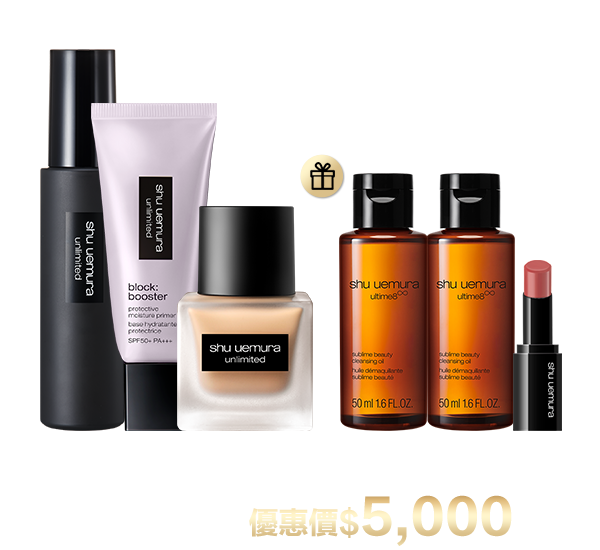 shu uemura
unlimited
shu uemura
unlimited
block:
booster
protective
moisture primer
base hydratante
protectrice
SPF50+ PA+++
shu uemura
unlimited
shu uemura
ultime8∞
sublime beauty
cleansing oil
huile démaquillante
sublime beauté
50 ml 1.6 FL.OZ.
shu uemura
ultime8∞
sublime beauty
cleansing oil
huile démaquillante
sublime beauté
50 ml 1.6 FL.OZ.
shu uemura
優惠價$5,000